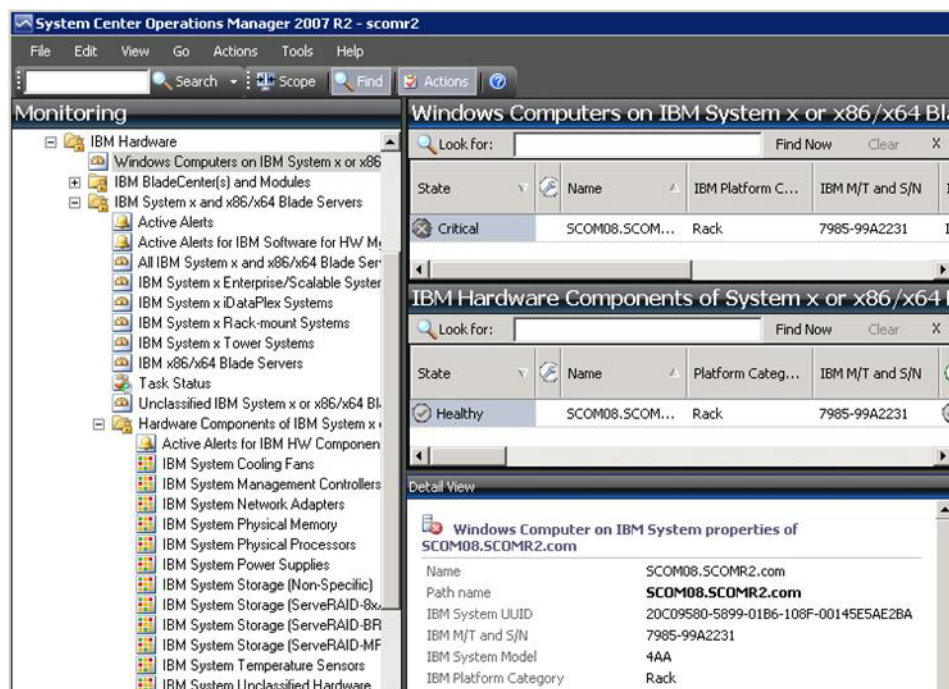 System Center Operations Manager 2007 R2 - scomr2
File Edit View Go Actions Tools Help
Search Scope Find Actions
Monitoring
IBM Hardware
Windows Computers on IBM System x or x86
IBM BladeCenter(s) and Modules
IBM System x and x86/x64 Blade Servers
Active Alerts
Active Alerts for IBM Software for HW M
All IBM System x and x86/x64 Blade Ser
IBM System x Enterprise/Scalable System
IBM System x iDataPlex Systems
IBM System x Rack-mount Systems
IBM System x Tower Systems
IBM x86/x64 Blade Servers
Task Status
Unclassified IBM System x or x86/x64 Bl
Hardware Components of IBM System x
Active Alerts for IBM HW Componen
IBM System Cooling Fans
IBM System Management Controllers
IBM System Network Adapters
IBM System Physical Memory
IBM System Physical Processors
IBM System Power Supplies
IBM System Storage (Non-Specific)
IBM System Storage (ServeRAID-8x
IBM System Storage (ServeRAID-BR
IBM System Storage (ServeRAID-MF
IBM System Temperature Sensors
IBM System Unclassified Hardware
Windows Computers on IBM System x or x86/x64 Bla
Look for: Find Now Clear X
State Name IBM Platform C... IBM M/T and S/N
Critical SCOM08.SCOM... Rack 7985-99A2231
IBM Hardware Components of System x or x86/x64
Look for: Find Now Clear X
State Name Platform Categ... IBM M/T and S/N
Healthy SCOM08.SCOM... Rack 7985-99A2231
Detail View
Windows Computer on IBM System properties of
SCOM08.SCOMR2.com
Name SCOM08.SCOMR2.com
Path name SCOM08.SCOMR2.com
IBM System UUID 20C09580-5899-01B6-108F-00145E5AE2BA
IBM M/T and S/N 7985-99A2231
IBM System Model 4AA
IBM Platform Category Rack